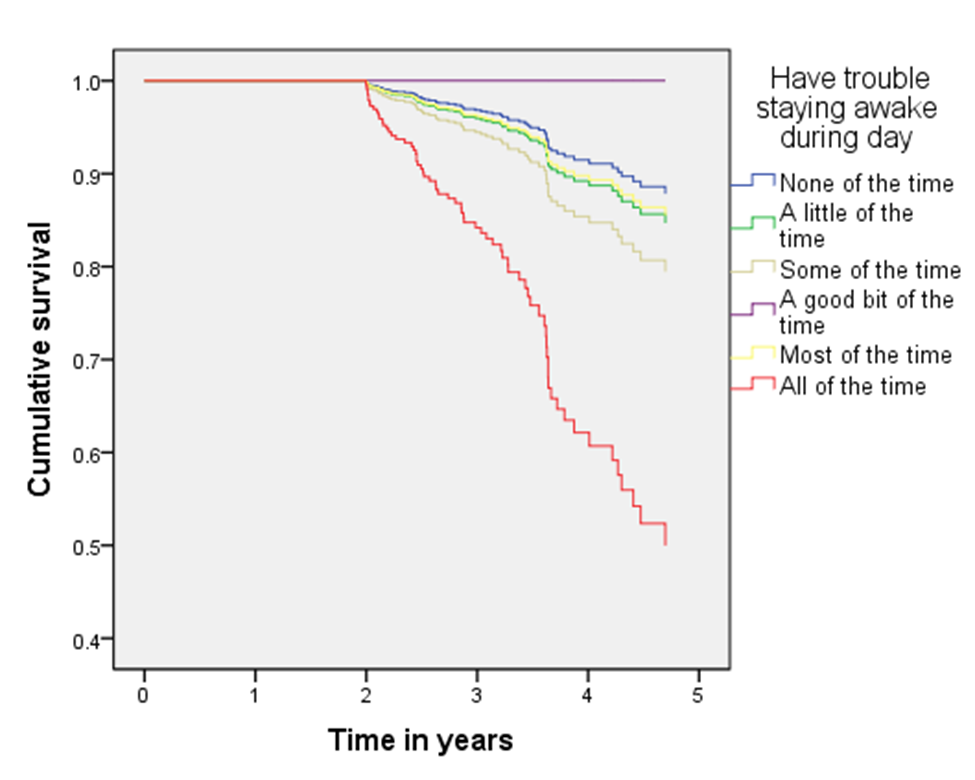 Have trouble
staying awake
during day
None of the time
A little of the
time
Some of the time
A good bit of the
time
Most of the time
All of the time
Cumulative survival
1.0
0.9
0.8
0.7
0.6
0.5
0.4
0 1 2 3 4 5
Time in years